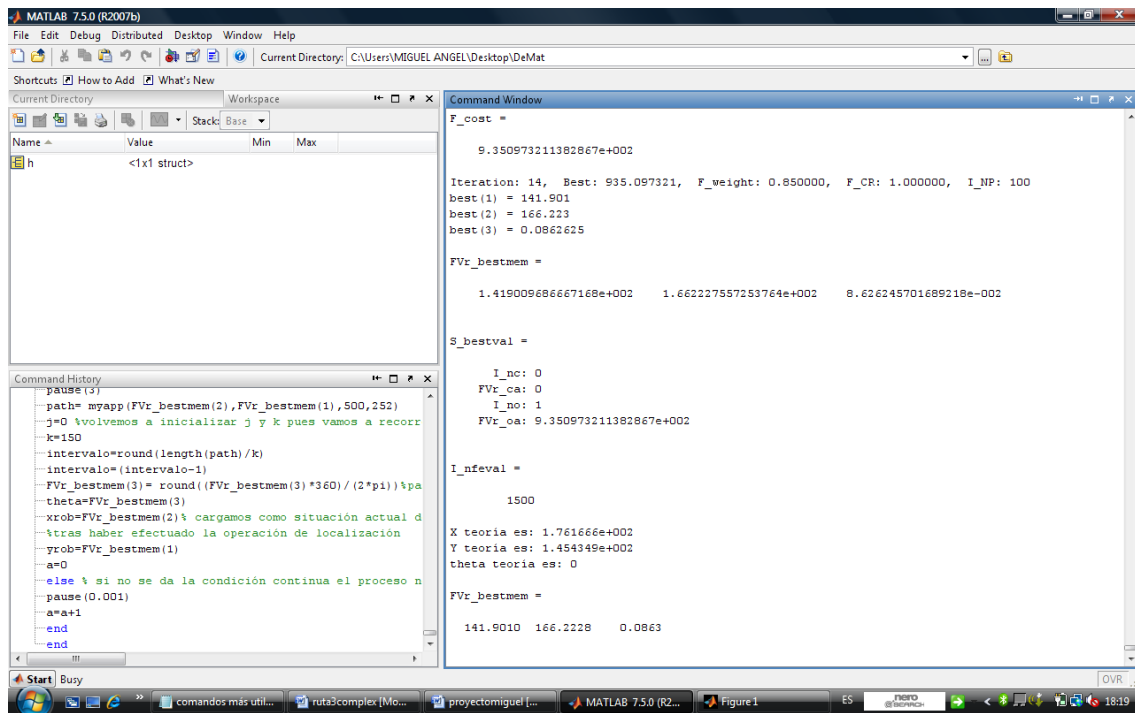 MATLAB 7.5.0 (R2007b)
File Edit Debug Distributed Desktop Window Help
Current Directory: C:\Users\MIGUEL ANGEL\Desktop\DeMat
Shortcuts How to Add What's New
Current Directory Workspace
Stack: Base
Name Value Min Max
h <1x1 struct>
Command History
pause(3)
path= myapp(FVr_bestmem(2),FVr_bestmem(1),500,252)
j=0 %volvemos a inicializar j y k pues vamos a recorr
k=150
intervalo=round(length(path)/k)
intervalo=(intervalo-1)
FVr_bestmem(3)= round((FVr_bestmem(3)*360)/(2*pi))%pa
theta=FVr_bestmem(3)
xrob=FVr_bestmem(2)% cargamos como situación actual d
%tras haber efectuado la operación de localización
yrob=FVr_bestmem(1)
a=0
else % si no se da la condición continua el proceso n
pause(0.001)
a=a+1
end
end
Command Window
F_cost =
9.350973211382867e+002
Iteration: 14, Best: 935.097321, F_weight: 0.850000, F_CR: 1.000000, I_NP: 100
best(1) = 141.901
best(2) = 166.223
best(3) = 0.0862625
FVr_bestmem =
1.419009686667168e+002 1.662227557253764e+002 8.626245701689218e-002
S_bestval =
I_nc: 0
FVr_ca: 0
I_no: 1
FVr_oa: 9.350973211382867e+002
I_nfeval =
1500
X teoria es: 1.761666e+002
Y teoria es: 1.454349e+002
theta teoria es: 0
FVr_bestmem =
141.9010 166.2228 0.0863
Start Busy
OVR
comandos más util... ruta3complex [Mo... proyectomiguel [... MATLAB 7.5.0 (R2... Figure 1 ES nero SEARCH 18:19